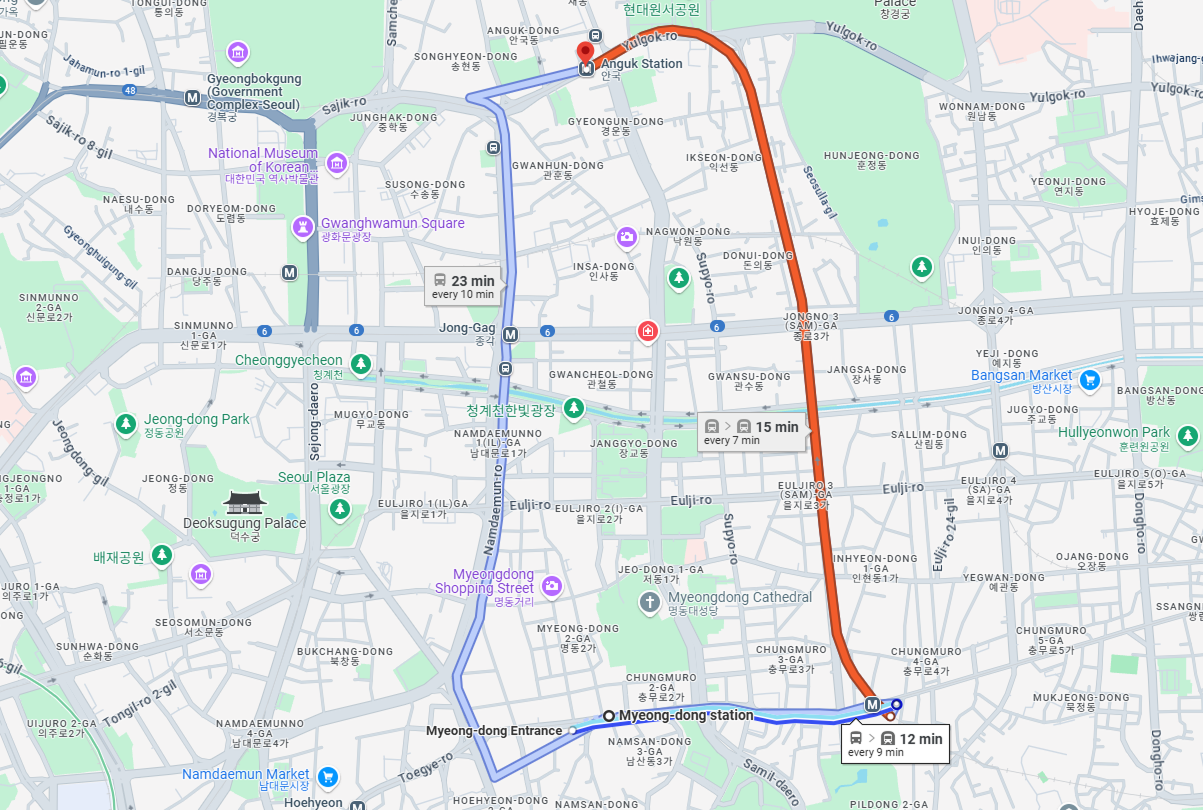 TONGUI-DONG
통의동
현대원서공원
Palace
창경궁
ANGUK-DONG
안국동
Yulgok-ro
Yulgok-ro
SONGHYEON-DONG
송현동
Anguk Station
안국
Jahamun-ro 1-gil
48
Gyeongbokgung
(Government
Complex-Seoul)
경복궁
Sajik-ro
JUNGHAK-DONG
중학동
Yulgok-ro
WONNAM-DONG
원남동
Sajik-ro 8-gil
GYEONGUN-DONG
경운동
National Museum
of Korean...
대한민국 역사박물관
GWANHUN-DONG
관훈동
IKSEON-DONG
익선동
HUNJEONG-DONG
훈정동
SUSONG-DONG
수송동
Seosulla-gil
YEONJI-DONG
연지동
NAESU-DONG
내수동
DORYEOM-DONG
도렴동
Gwanghwamun Square
광화문광장
HYOJE-DONG
효제동
Gyeonghuigung-gil
NAGWON-DONG
낙원동
INUI-DONG
인의동
DONUI-DONG
돈의동
DANGJU-DONG
당주동
INSA-DONG
인사동
Supyo-ro
23 min
every 10 min
SINMUNNO
2-GA
신문로2가
SINMUNNO
1-GA
신문로1가
6
6
Jong-Gag
종각
6
6
6
JONGNO 3
(SAM)-GA
종로3가
JONGNO 4-GA
종로4가
Cheonggyecheon
청계천
GWANCHEOL-DONG
관철동
GWANSU-DONG
관수동
JANGSA-DONG
장사동
YEJI -DONG
예지동
Bangsan Market
방산시장
BANGSAN-DONG
방산동
Sejong-daero
청계천한빛광장
MUGYO-DONG
무교동
JUGYO-DONG
주교동
Jeong-dong Park
정동공원
Jeongdong-gil
15 min
every 7 min
NAMDAEMUNNO
1(IL)-GA
남대문로1가
JANGGYO-DONG
장교동
SALLIM-DONG
산림동
Hullyeonwon Park
훈련원공원
JEONG-DONG
정동
Seoul Plaza
서울광장
EULJIRO 1(IL)GA
을지로1가
Eulji-ro
EULJIRO 2(I)-GA
을지로2가
Eulji-ro
EULJIRO 3
(SAM)-GA
을지로3가
Eulji-ro
EULJIRO 4
(SA)-GA
을지로4가
EULJIRO 5(O)-GA
을지로5가
Deoksugung Palace
덕수궁
Namdaemun-ro
Supyo-ro
Eulji-ro 24-gil
Dongho-ro
배재공원
JEO-DONG 1-GA
저동1가
INHYEON-DONG
1-GA
인현동1가
OJANG-DONG
오장동
YEGWAN-DONG
예관동
Myeongdong
Shopping Street
명동거리
Myeongdong Cathedral
명동대성당
SEOSOMUN-DONG
서소문동
MYEONG-DONG
2-GA
명동2가
SUNHWA-DONG
순화동
BUKCHANG-DONG
북창동
CHUNGMURO
3-GA
충무로3가
CHUNGMURO
4-GA
충무로4가
CHUNGMURO
5-GA
충무로5가
CHUNGMURO
2-GA
충무로2가
Tongil-ro 2-gil
UIJURO 2-GA
의주로2가
NAMDAEMUNNO
4-GA
남대문로4가
Myeong-dong Entrance
Myeong-dong station
MUKJEONG-DONG
묵정동
NAMSAN-DONG
3-GA
남산동3가
12 min
every 9 min
Toegye-ro
Samil-daero
Dongho-ro
Namdaemun Market
남대문시장
Hoehyeon
HOEHYEON-DONG
NAMSAN-DONG
PILDONG 2-GA